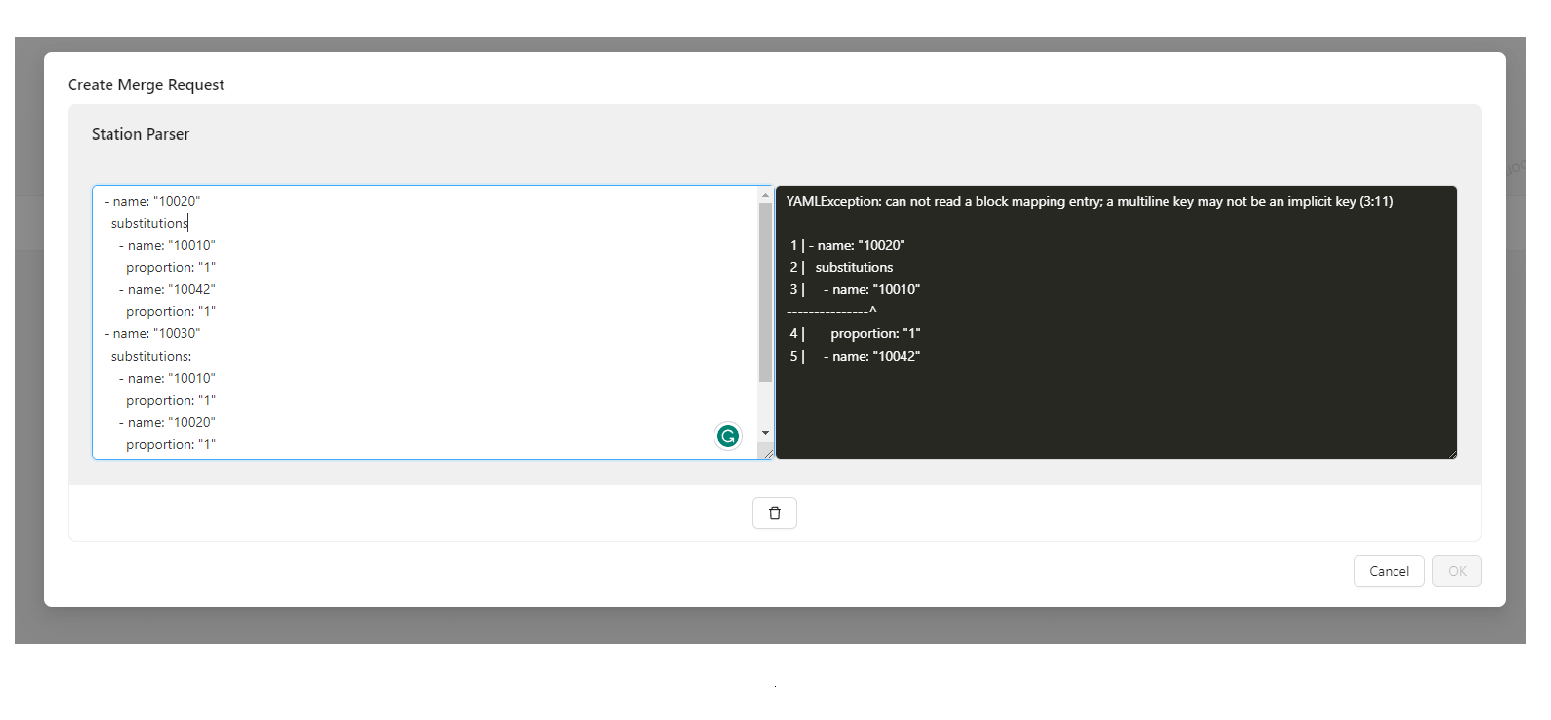 Create Merge Request
Station Parser
- name: "10020"
substitutions
- name: "10010"
proportion: "1"
- name: "10042"
proportion: "1"
- name: "10030"
substitutions:
- name: "10010"
proportion: "1"
- name: "10020"
proportion: "1"
YAMLException: can not read a block mapping entry; a multiline key may not be an implicit key (3:11)
1 | - name: "10020"
2 | substitutions
3 | - name: "10010"
---------------^
4 | proportion: "1"
5 | - name: "10042"
Cancel
OK